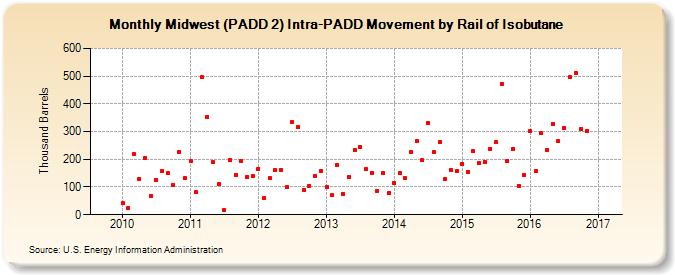 Monthly Midwest (PADD 2) Intra-PADD Movement by Rail of Isobutane
Thousand Barrels
600
500
400
300
200
100
0
2010 2011 2012 2013 2014 2015 2016 2017
Source: U.S. Energy Information Administration